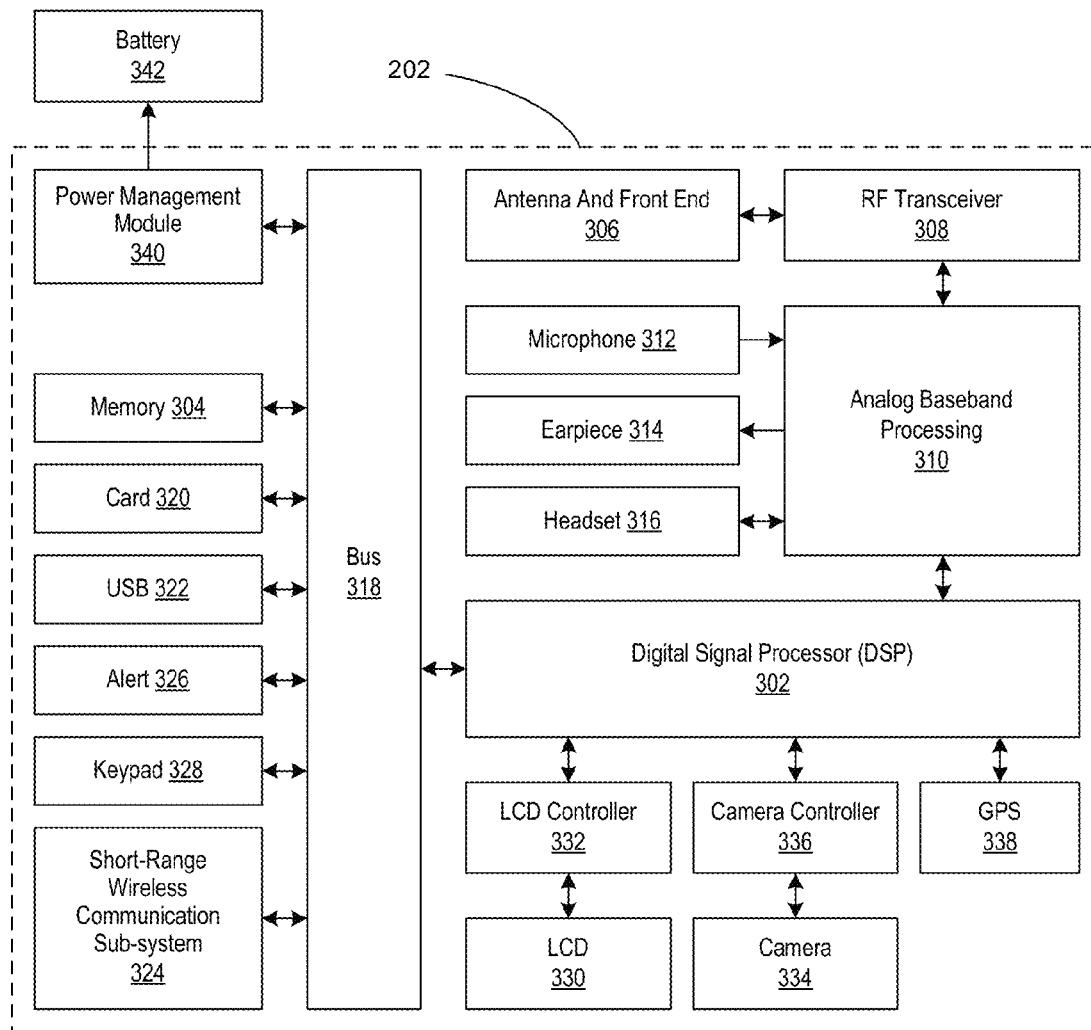 Battery
342
202
Power Management
Module
340
Antenna And Front End
306
RF Transceiver
308
Microphone 312
Analog Baseband
Processing
310
Memory 304
Earpiece 314
Card 320
Headset 316
Bus
318
USB 322
Digital Signal Processor (DSP)
302
Alert 326
Keypad 328
LCD Controller
332
Camera Controller
336
GPS
338
Short-Range
Wireless
Communication
Sub-system
324
LCD
330
Camera
334